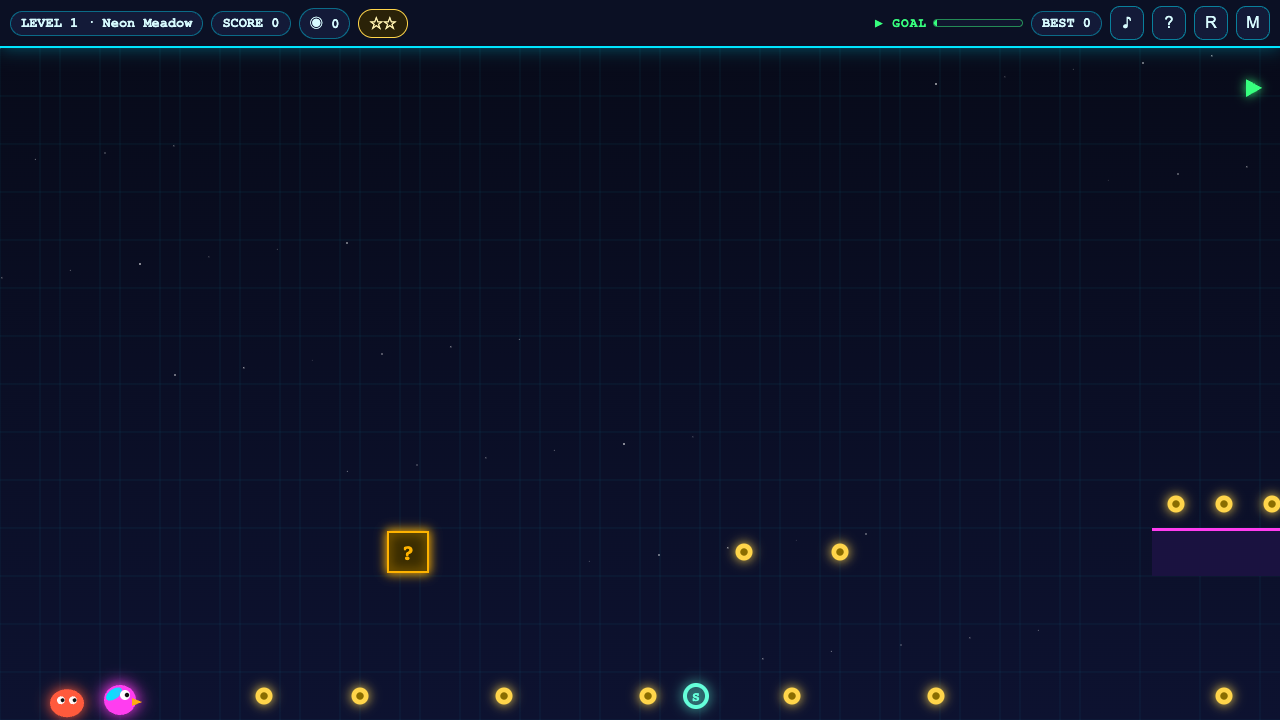 LEVEL 1 · Neon Meadow
SCORE 0
◉ 0
☆☆
▶ GOAL
BEST 0
♪
?
R
M
?
S